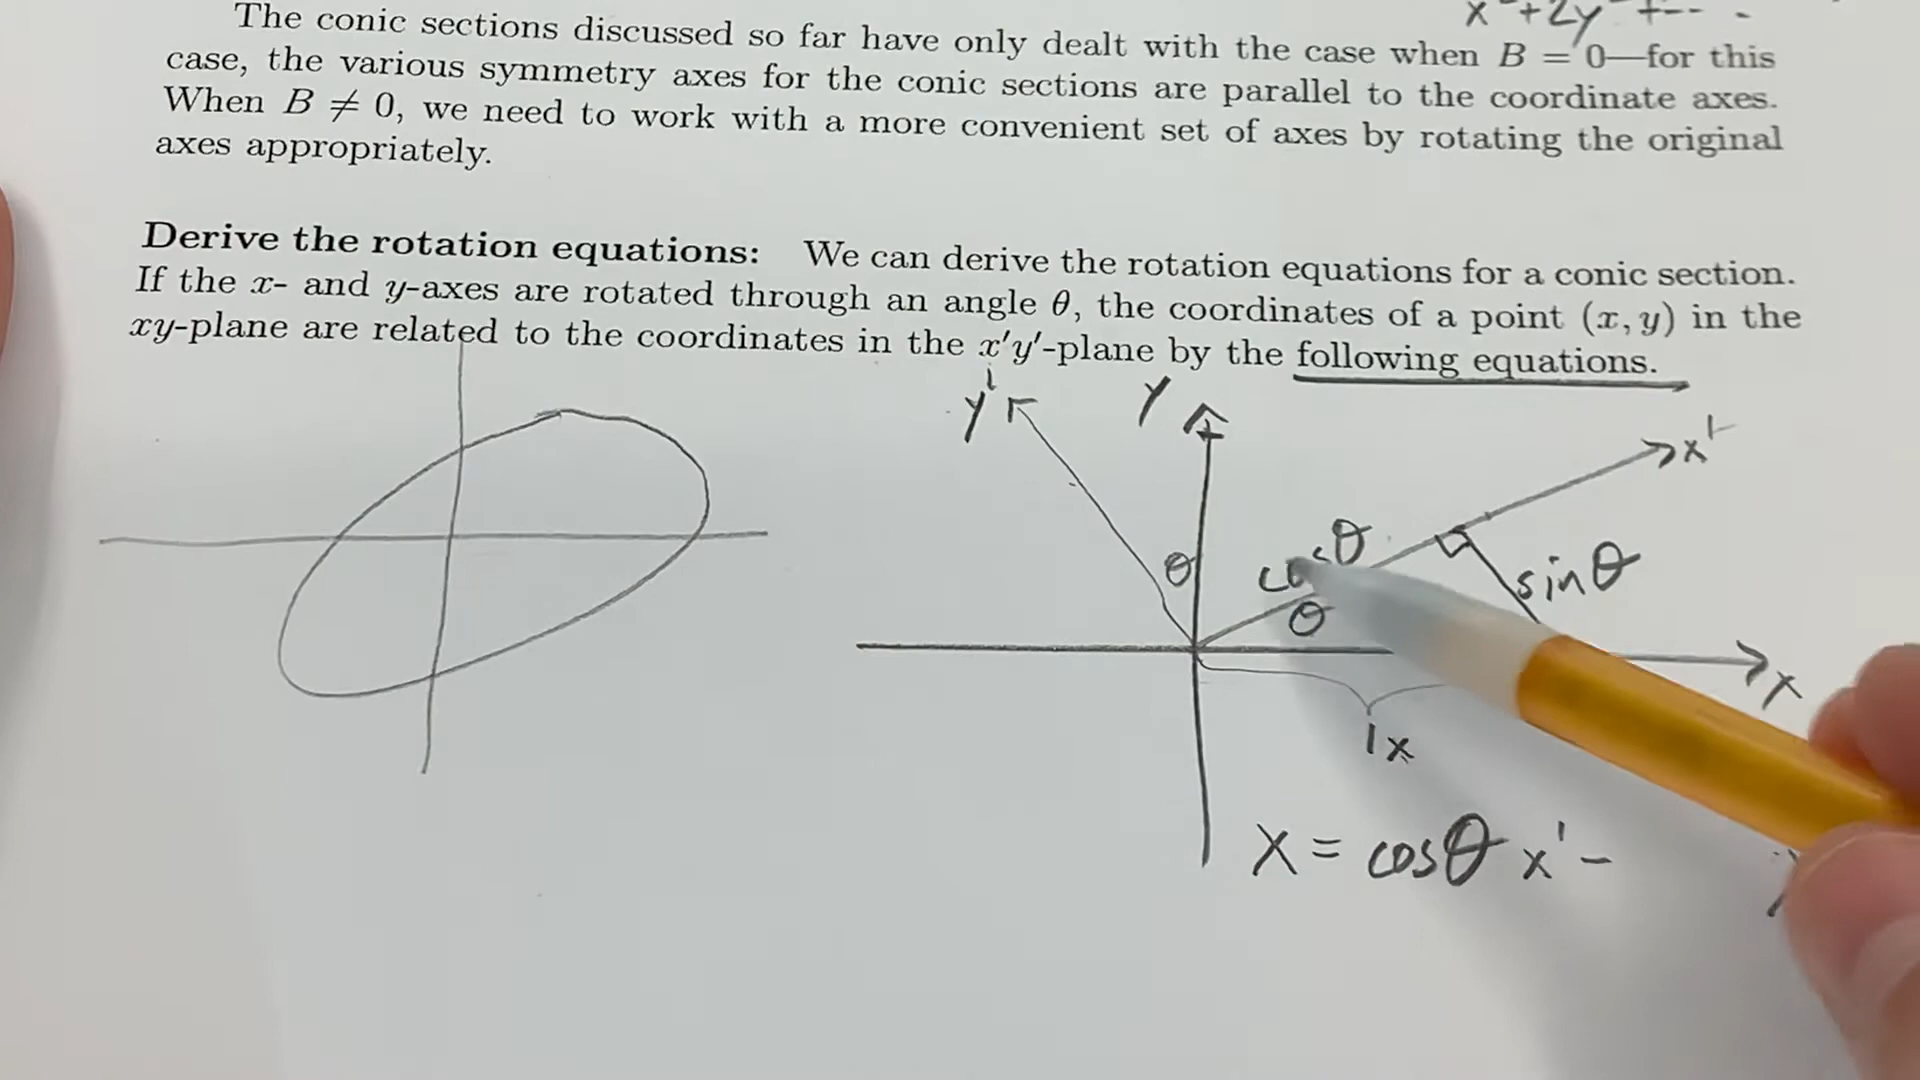 x²+2y²+--- -
The conic sections discussed so far have only dealt with the case when B = 0—for this
case, the various symmetry axes for the conic sections are parallel to the coordinate axes.
When B ≠ 0, we need to work with a more convenient set of axes by rotating the original
axes appropriately.
Derive the rotation equations: We can derive the rotation equations for a conic section.
If the x- and y-axes are rotated through an angle θ, the coordinates of a point (x, y) in the
xy-plane are related to the coordinates in the x′y′-plane by the following equations.
y'
y
x'
θ
cosθ
θ
sinθ
x
1x
x = cosθ x' -